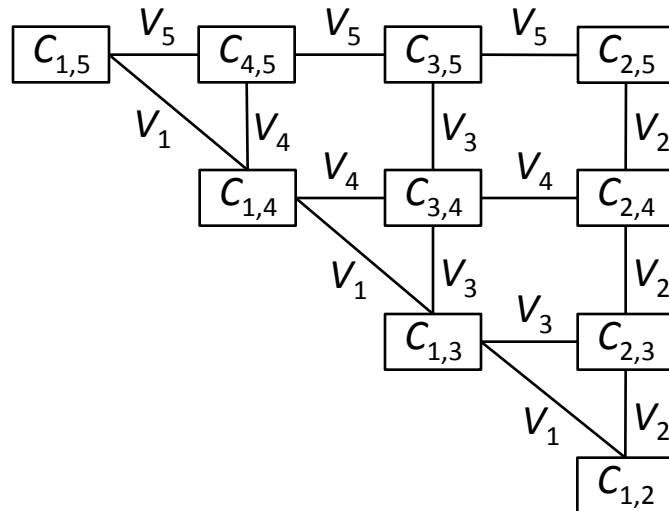 V5 V5 V5
C1,5 C4,5 C3,5 C2,5
V1 V4 V3 V2
V4 V4
C1,4 C3,4 C2,4
V1 V3 V2
V3
C1,3 C2,3
V1 V2
C1,2